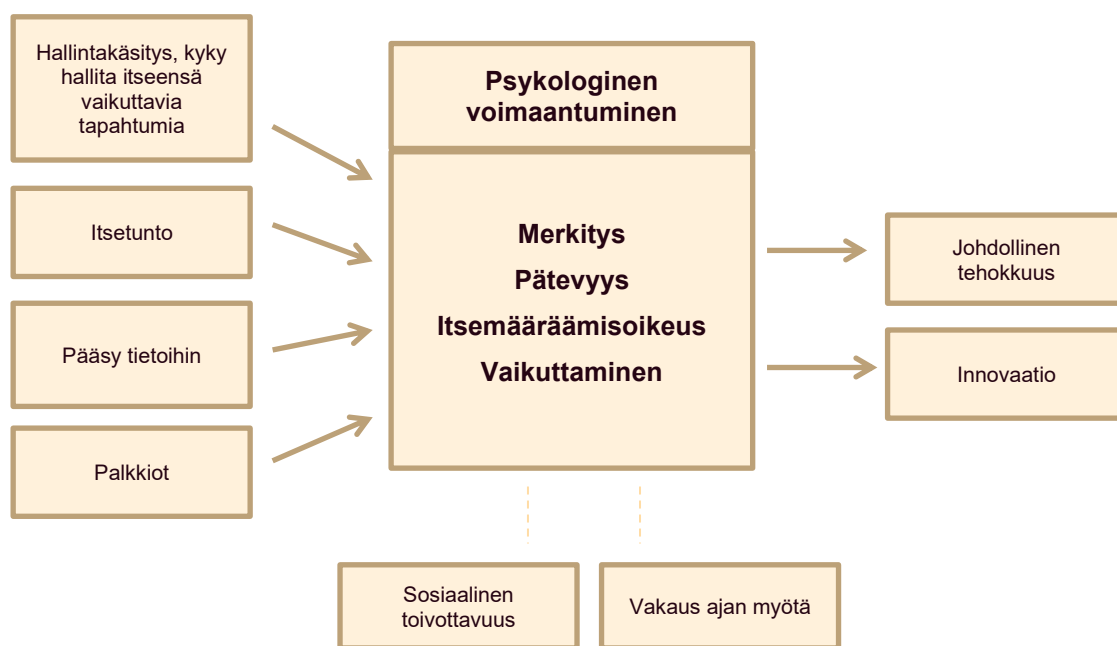 Hallintakäsitys, kyky
hallita itseensä
vaikuttavia
tapahtumia
Itsetunto
Pääsy tietoihin
Palkkiot
Psykologinen
voimaantuminen
Merkitys
Pätevyys
Itsemääräämisoikeus
Vaikuttaminen
Johdollinen
tehokkuus
Innovaatio
Sosiaalinen
toivottavuus
Vakaus ajan myötä